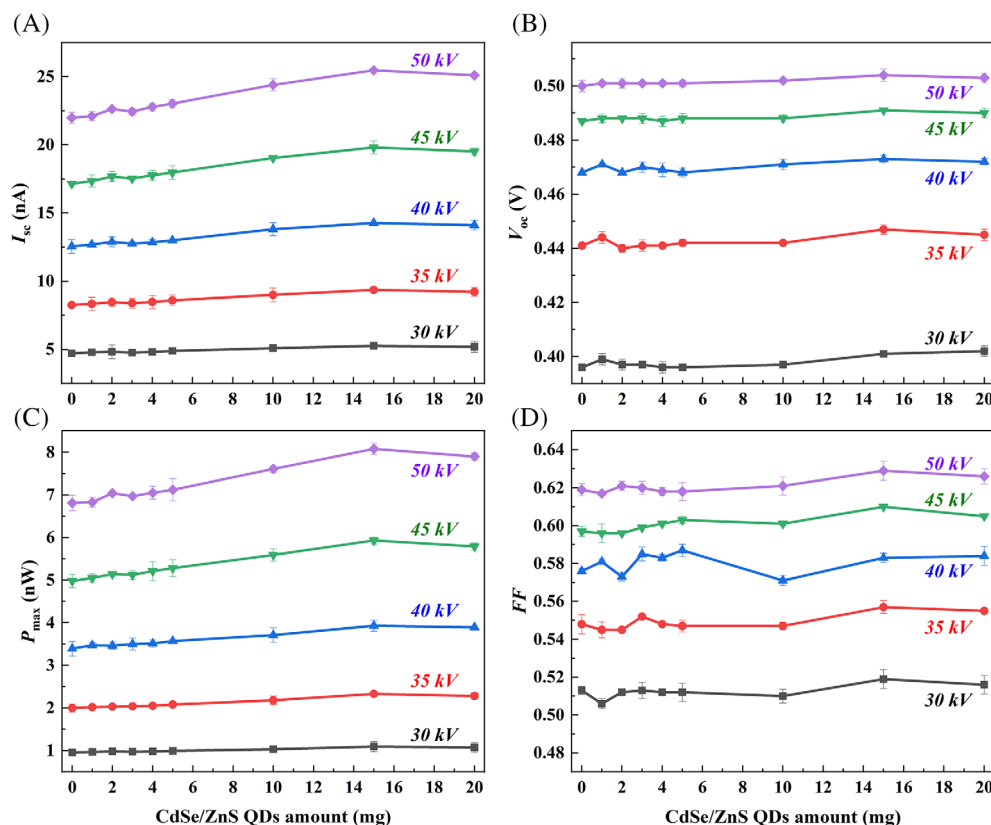 (A)
25
20
15
10
5
I_sc (nA)
50 kV
45 kV
40 kV
35 kV
30 kV
0 2 4 6 8 10 12 14 16 18 20
(B)
0.50
0.48
0.46
0.44
0.42
0.40
V_oc (V)
50 kV
45 kV
40 kV
35 kV
30 kV
0 2 4 6 8 10 12 14 16 18 20
(C)
8
7
6
5
4
3
2
1
P_max (nW)
50 kV
45 kV
40 kV
35 kV
30 kV
0 2 4 6 8 10 12 14 16 18 20
CdSe/ZnS QDs amount (mg)
(D)
0.64
0.62
0.60
0.58
0.56
0.54
0.52
0.50
0.48
FF
50 kV
45 kV
40 kV
35 kV
30 kV
0 2 4 6 8 10 12 14 16 18 20
CdSe/ZnS QDs amount (mg)